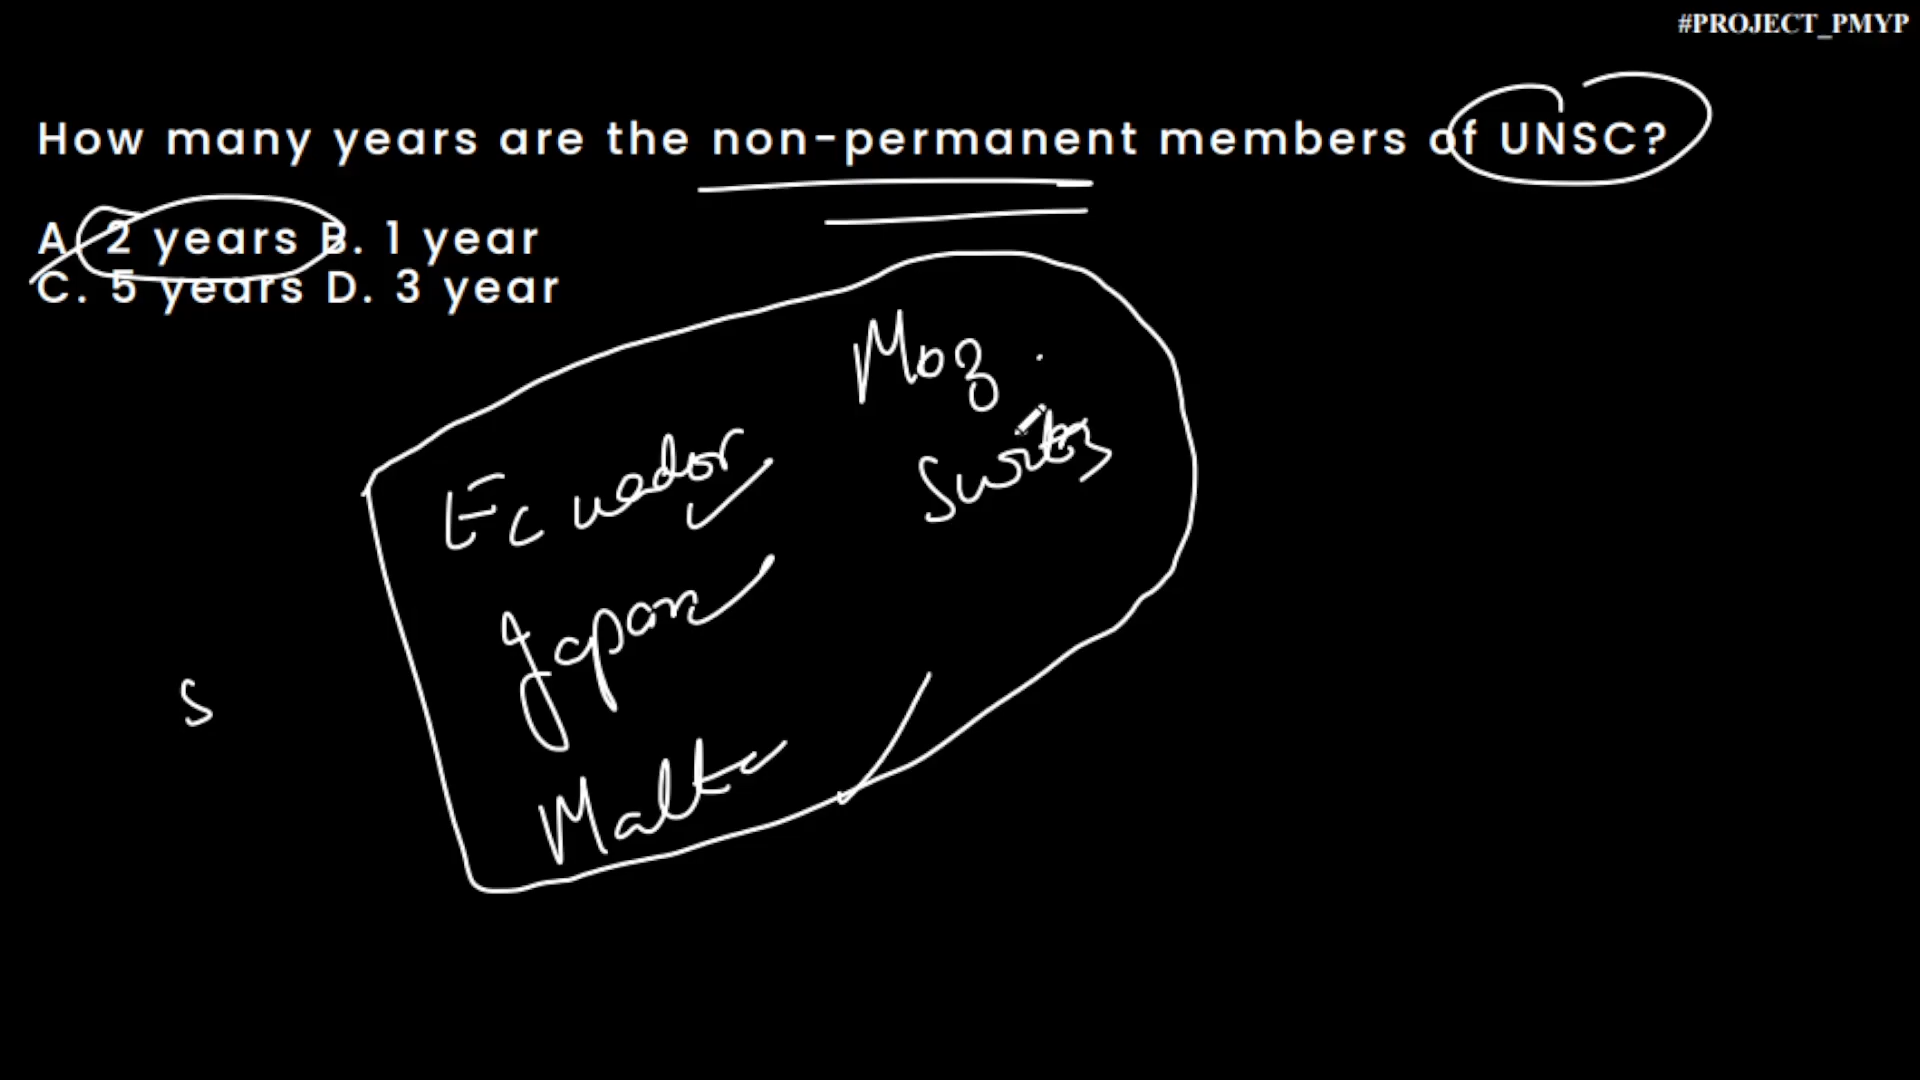 #PROJECT_PMYP
How many years are the non-permanent members of UNSC?
A. 2 years B. 1 year
C. 5 years D. 3 year
Moz.
Ecuador
Switz
Japan
S
Malta